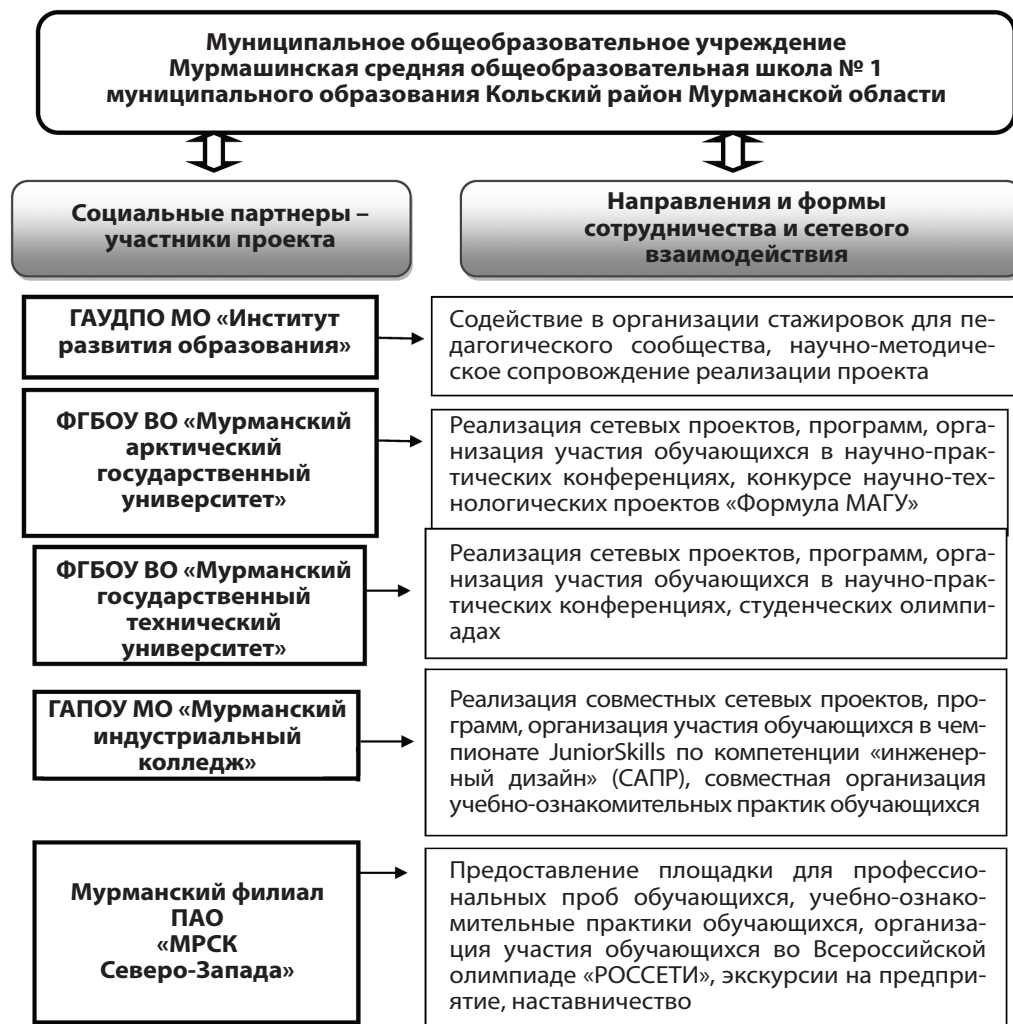 Муниципальное общеобразовательное учреждение
Мурмашинская средняя общеобразовательная школа № 1
муниципального образования Кольский район Мурманской области
Социальные партнеры –
участники проекта
Направления и формы
сотрудничества и сетевого
взаимодействия
ГАУДПО МО «Институт
развития образования»
Содействие в организации стажировок для пе-
дагогического сообщества, научно-методиче-
ское сопровождение реализации проекта
ФГБОУ ВО «Мурманский
арктический
государственный
университет»
Реализация сетевых проектов, программ, орга-
низация участия обучающихся в научно-прак-
тических конференциях, конкурсе научно-тех-
нологических проектов «Формула МАГУ»
ФГБОУ ВО «Мурманский
государственный
технический
университет»
Реализация сетевых проектов, программ, орга-
низация участия обучающихся в научно-прак-
тических конференциях, студенческих олимпи-
адах
ГАПОУ МО «Мурманский
индустриальный
колледж»
Реализация совместных сетевых проектов, про-
грамм, организация участия обучающихся в чем-
пионате JuniorSkills по компетенции «инженер-
ный дизайн» (САПР), совместная организация
учебно-ознакомительных практик обучающихся
Мурманский филиал
ПАО
«МРСК
Северо-Запада»
Предоставление площадки для профессио-
нальных проб обучающихся, учебно-ознако-
мительные практики обучающихся, организа-
ция участия обучающихся во Всероссийской
олимпиаде «РОССЕТИ», экскурсии на предпри-
ятие, наставничество